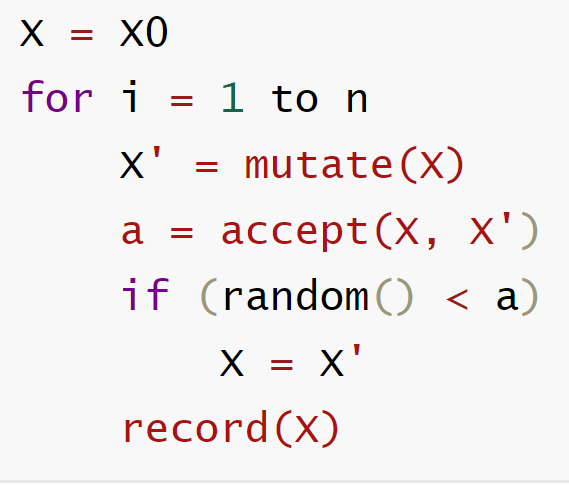 X = X0
for i = 1 to n
X' = mutate(X)
a = accept(X, X')
if (random() < a)
X = X'
record(X)